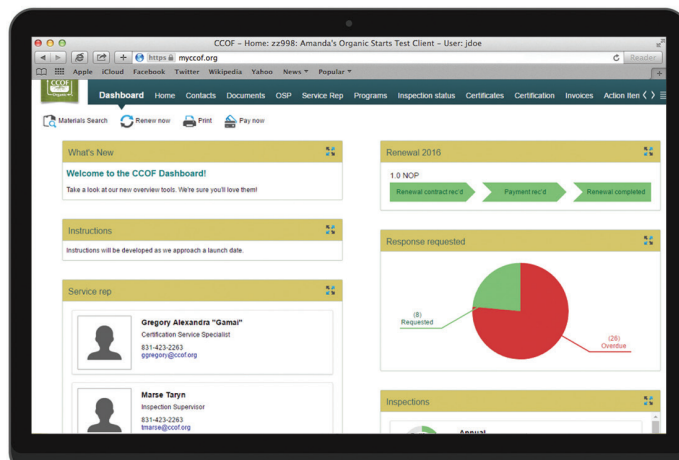 CCOF – Home: zz998: Amanda's Organic Starts Test Client – User: jdoe
https myccof.org
Reader
Apple iCloud Facebook Twitter Wikipedia Yahoo News Popular
CCOF
Organic
Dashboard Home Contacts Documents OSP Service Rep Programs Inspection status Certificates Certification Invoices Action Iten
Materials Search Renew now Print Pay now
What's New
Welcome to the CCOF Dashboard!
Take a look at our new overview tools. We're sure you'll love them!
Instructions
Instructions will be developed as we approach a launch date.
Service rep
Gregory Alexandra "Gamai"
Certification Service Specialist
831-423-2263
ggregory@ccof.org
Marse Taryn
Inspection Supervisor
831-423-2263
tmarse@ccof.org
Renewal 2016
1.0 NOP
Renewal contract rec'd Payment rec'd Renewal completed
Response requested
(8)
Requested
(26)
Overdue
Inspections
Annual